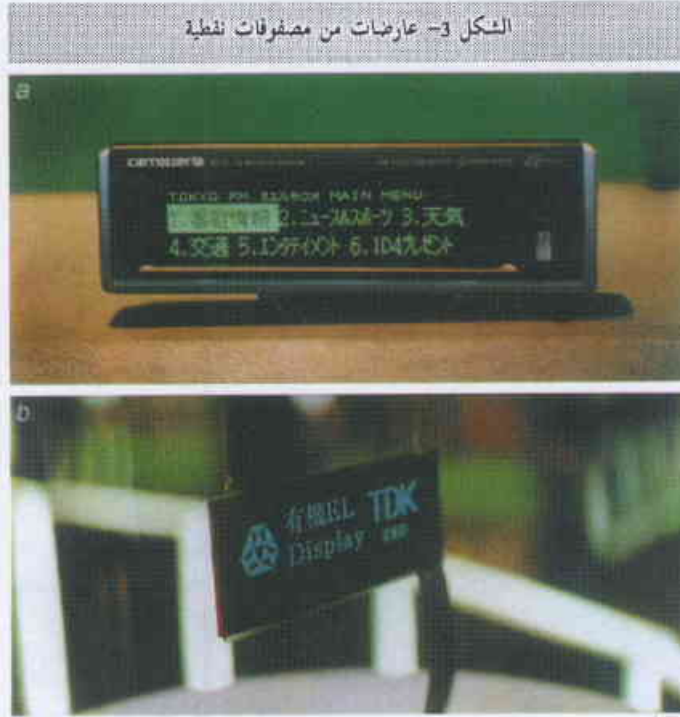 الشكل 3- عارضات من مصفوفات نفطية
a
carrozzeria
TOKYO FM MAIN MENU
2.ニュース&スポーツ 3.天気
4.交通 5.エンタテイメント 6.104プレゼント
b
有機EL TDK
Display